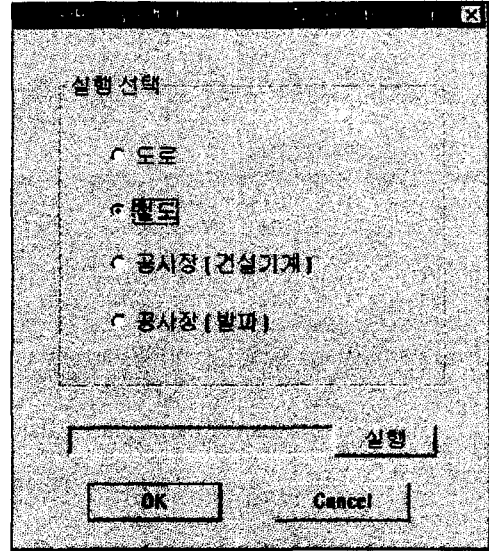 실행 선택
도로
철도
공사장 ( 건설기계 )
공사장 ( 발파 )
실행
OK
Cancel